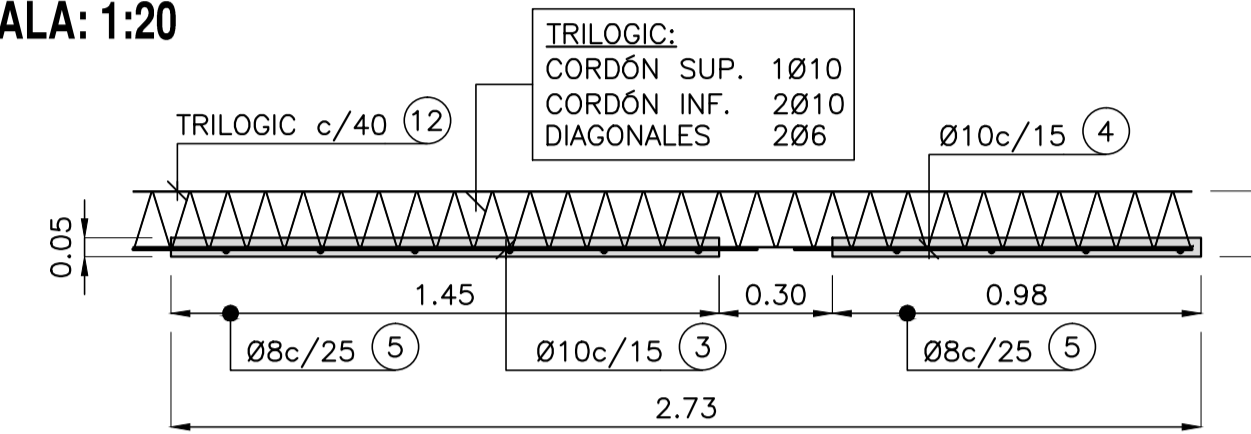 ALA: 1:20
TRILOGIC:
CORDÓN SUP. 1Ø10
CORDÓN INF. 2Ø10
DIAGONALES 2Ø6
TRILOGIC c/40 12
Ø10c/15 4
0.05
1.45
0.30
0.98
Ø8c/25 5
Ø10c/15 3
Ø8c/25 5
2.73